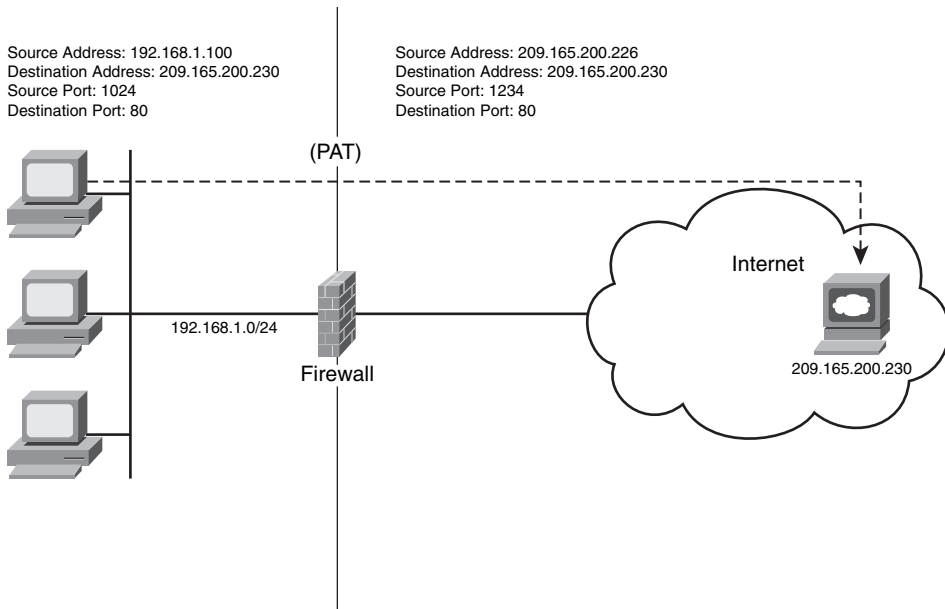 Source Address: 192.168.1.100
Destination Address: 209.165.200.230
Source Port: 1024
Destination Port: 80
Source Address: 209.165.200.226
Destination Address: 209.165.200.230
Source Port: 1234
Destination Port: 80
(PAT)
Internet
192.168.1.0/24
Firewall
209.165.200.230